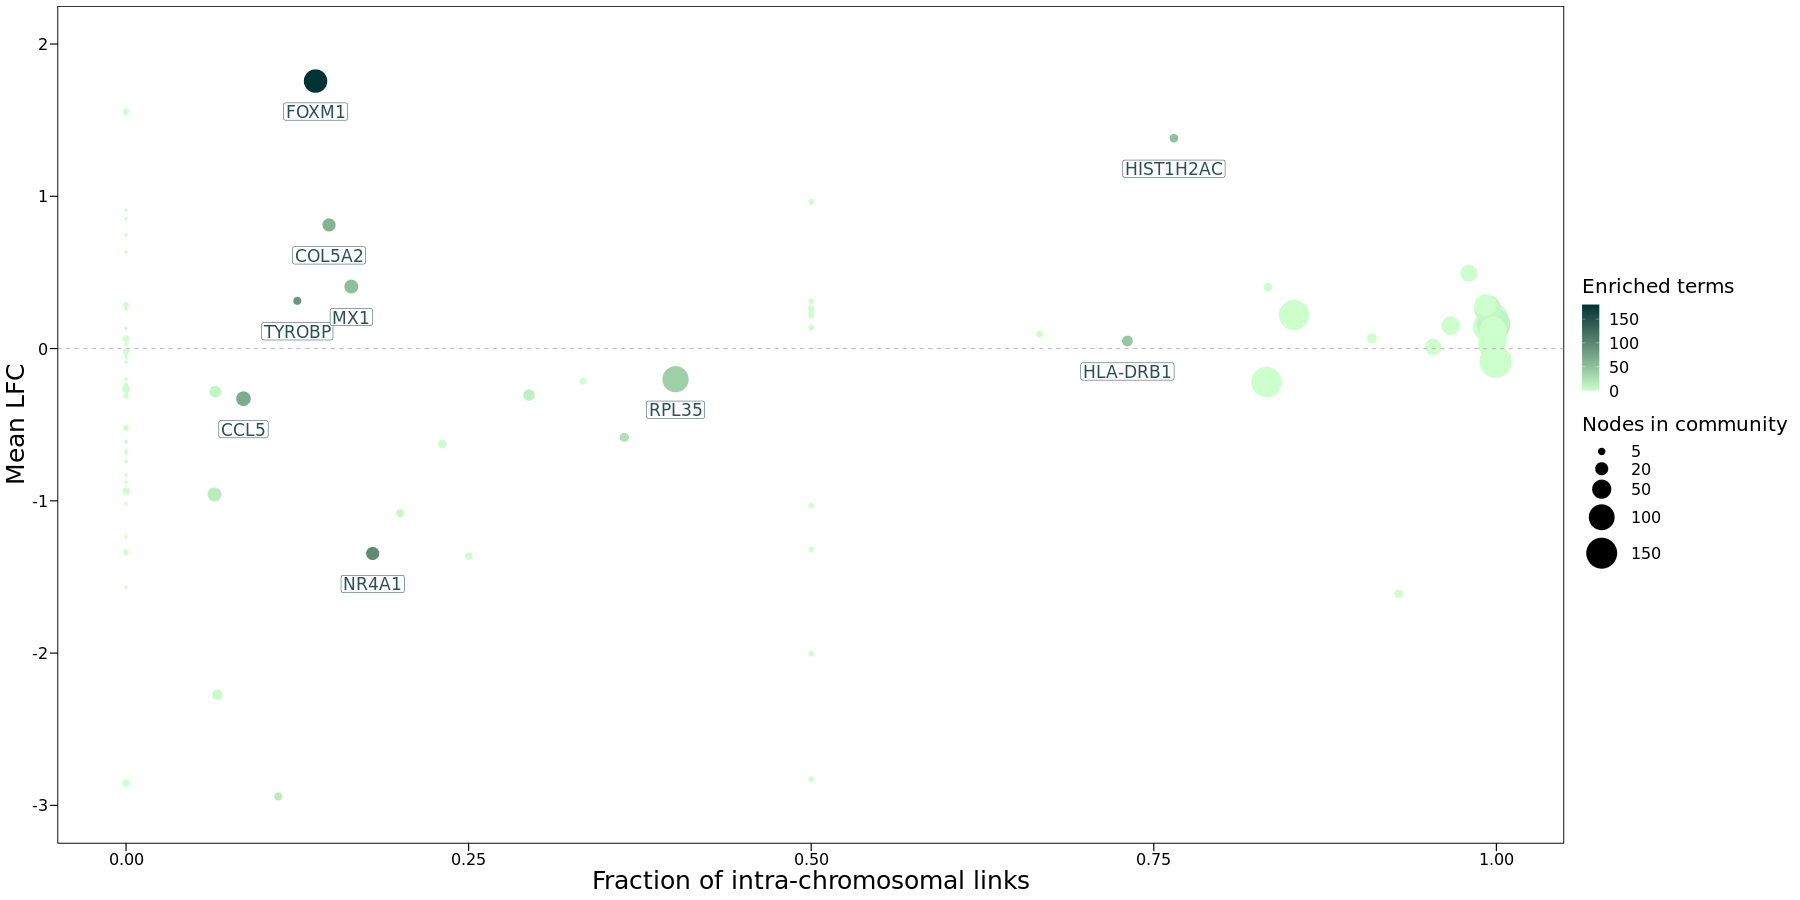 2
FOXM1
HIST1H2AC
1
COL5A2
MX1
TYROBP
0
HLA-DRB1
RPL35
CCL5
-1
NR4A1
-2
-3
Mean LFC
0.00 0.25 0.50 0.75 1.00
Fraction of intra-chromosomal links
Enriched terms
150
100
50
0
Nodes in community
5
20
50
100
150